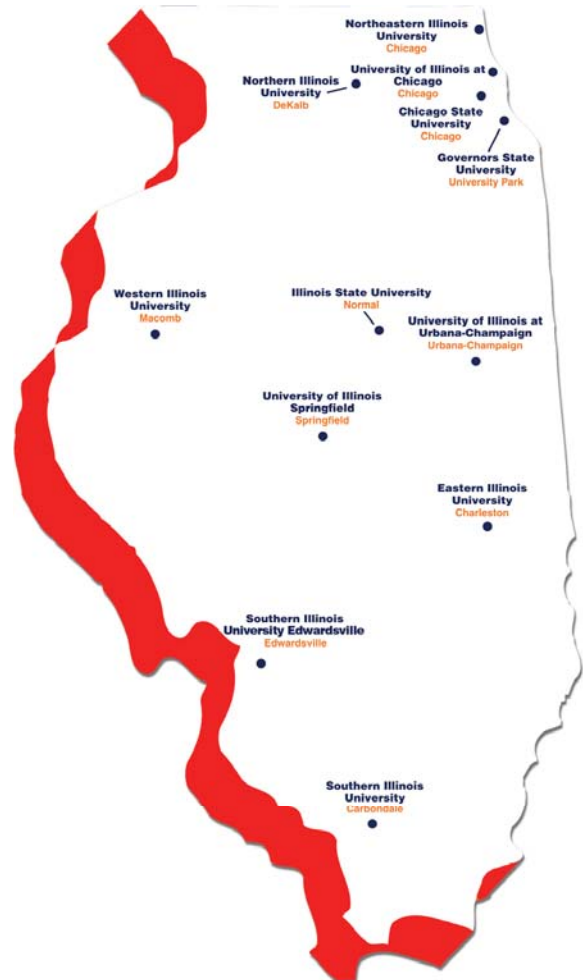 Northeastern Illinois
University
Chicago
University of Illinois at
Chicago
Chicago
Northern Illinois
University
DeKalb
Chicago State
University
Chicago
Governors State
University
University Park
Western Illinois
University
Macomb
Illinois State University
Normal
University of Illinois at
Urbana-Champaign
Urbana-Champaign
University of Illinois
Springfield
Springfield
Eastern Illinois
University
Charleston
Southern Illinois
University Edwardsville
Edwardsville
Southern Illinois
University
Carbondale